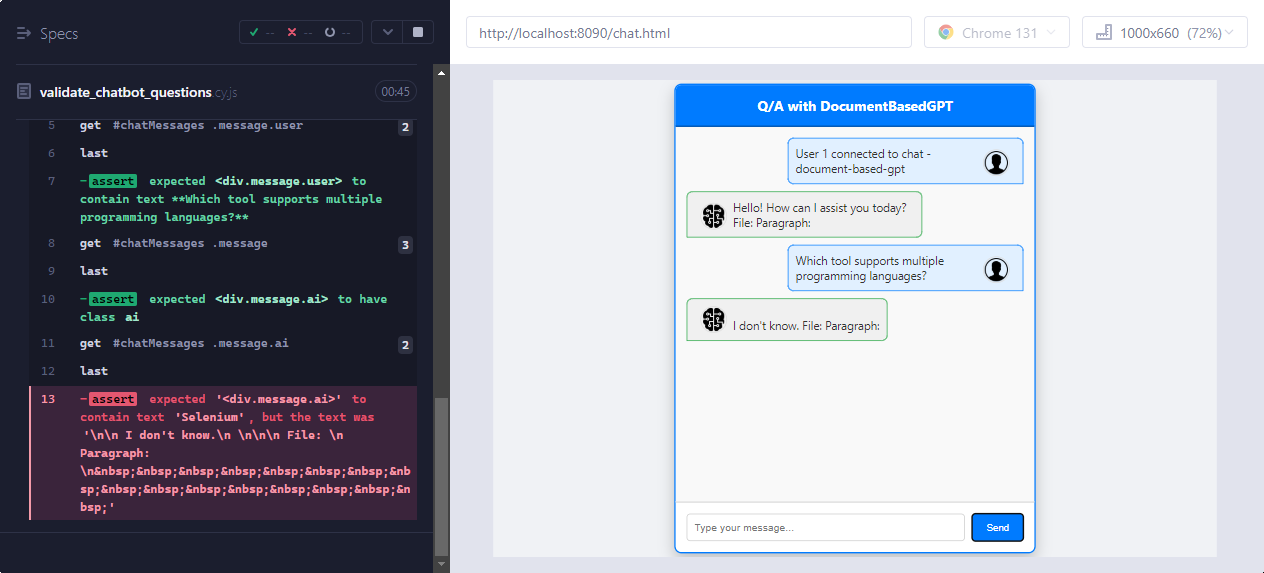 Specs
-- -- --
validate_chatbot_questions cy.js
00:45
5 get #chatMessages .message.user 2
6 last
7 -assert expected <div.message.user> to
contain text **Which tool supports multiple
programming languages?**
8 get #chatMessages .message 3
9 last
10 -assert expected <div.message.ai> to have
class ai
11 get #chatMessages .message.ai 2
12 last
13 -assert expected '<div.message.ai>' to
contain text 'Selenium', but the text was
'\n\n I don't know.\n \n\n\n File: \n
Paragraph:
\n&nbsp;&nbsp;&nbsp;&nbsp;&nbsp;&nbsp;&nbsp;&nb
sp;&nbsp;&nbsp;&nbsp;&nbsp;&nbsp;&nbsp;&nbsp;&n
bsp;'
http://localhost:8090/chat.html
Chrome 131
1000x660 (72%)
Q/A with DocumentBasedGPT
User 1 connected to chat -
document-based-gpt
Hello! How can I assist you today?
File: Paragraph:
Which tool supports multiple
programming languages?
I don't know. File: Paragraph:
Type your message...
Send